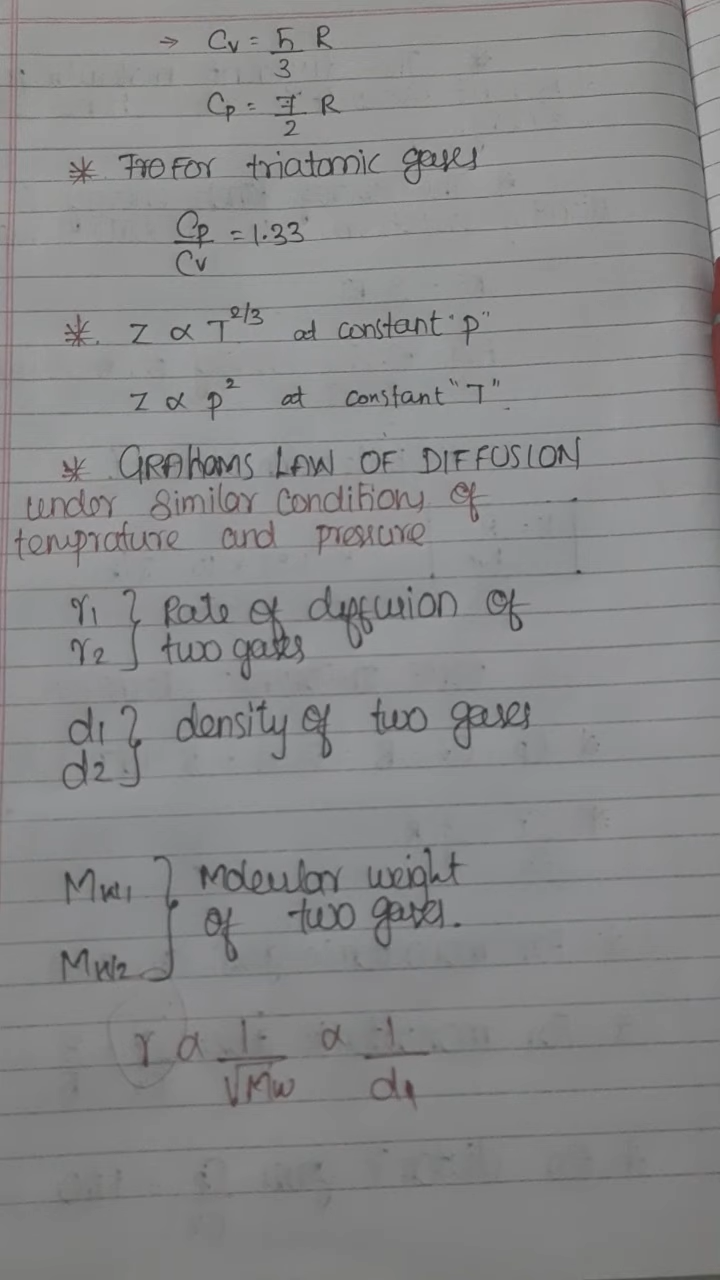 → Cv = 5/3 R
Cp = 7/2 R
* For triatomic gases
Cp/Cv = 1.33
*. Z ∝ T^2/3 at constant "p"
Z ∝ p^2 at constant "T".
* GRAHamS LAW OF DIFFUSION
under similar conditions of
temprature and pressure
r1 } Rate of diffusion of
r2 } two gases
d1 } density of two gases
d2 }
Mw1 } Moleular weight
of two gases.
Mw2
r ∝ 1/√Mw ∝ 1/d1